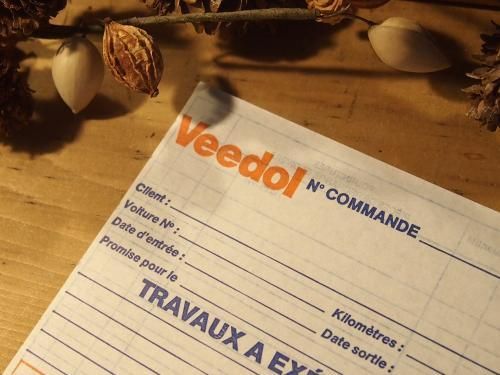 Veedol N° COMMANDE
Client :
Voiture N° :
Date d'entrée : Kilomètres :
Promise pour le Date sortie :
TRAVAUX A EXÉ